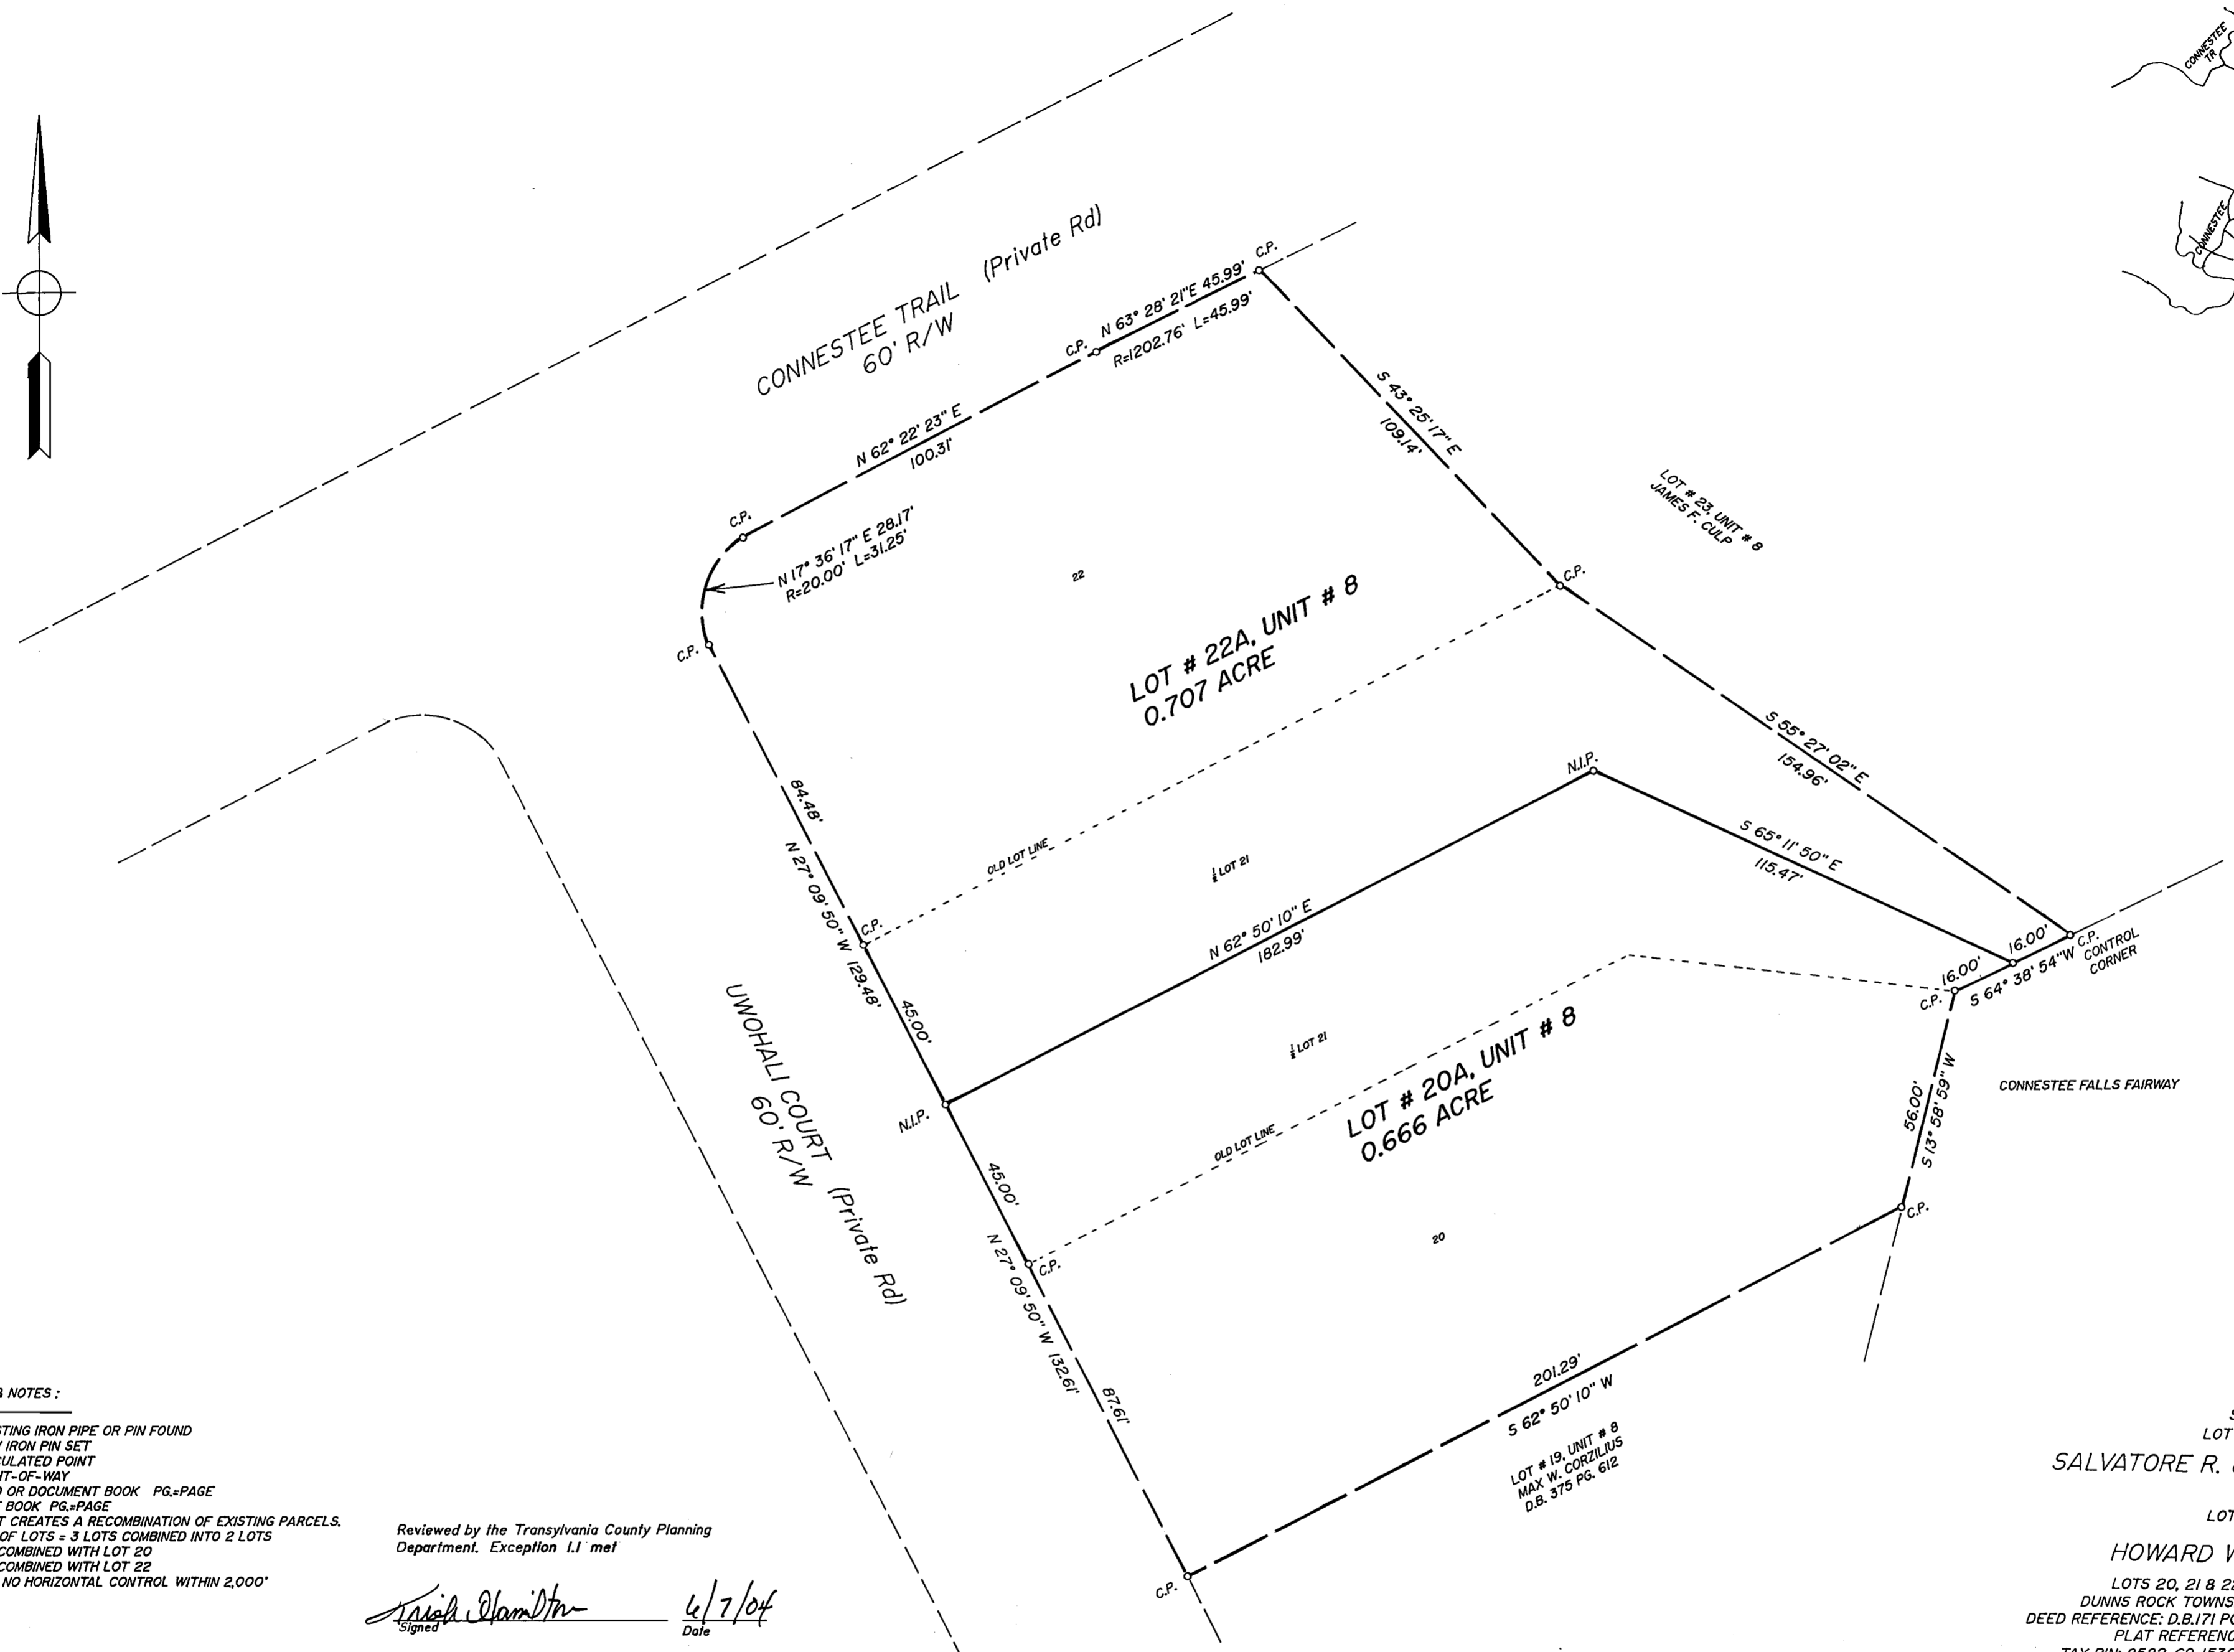 CONNESTEE
TR
CONNESTEE
CONNESTEE TRAIL (Private Rd)
60' R/W
C.P.
N 63° 28' 21"E 45.99'
R=1202.76' L=45.99'
C.P.
N 62° 22' 23" E
100.31'
S 43° 25' 17" E
109.14'
LOT # 23, UNIT # 8
JAMES F. CULP
C.P.
N 17° 36' 17" E 28.17'
R=20.00' L=31.25'
22
C.P.
LOT # 22A, UNIT # 8
0.707 ACRE
C.P.
S 55° 27' 02" E
154.96'
N.I.P.
84.48'
S 65° 11' 50" E
115.47'
OLD LOT LINE
½ LOT 21
N 27° 09' 50" W 129.48'
C.P.
N 62° 50' 10" E
182.99'
16.00'
C.P.
CONTROL
CORNER
16.00'
S 64° 38' 54"W
C.P.
45.00'
UWOHALI COURT (Private Rd)
60' R/W
½ LOT 21
LOT # 20A, UNIT # 8
0.666 ACRE
CONNESTEE FALLS FAIRWAY
56.00'
S 13° 58' 59" W
N.I.P.
OLD LOT LINE
45.00'
C.P.
C.P.
20
N 27° 09' 50" W 132.61'
87.61'
201.29'
S 62° 50' 10" W
LOT # 19, UNIT # 8
MAX W. CORZILIUS
D.B. 375 PG. 612
C.P.
NOTES :
TING IRON PIPE OR PIN FOUND
IRON PIN SET
ULATED POINT
T-OF-WAY
OR DOCUMENT BOOK PG.=PAGE
BOOK PG.=PAGE
T CREATES A RECOMBINATION OF EXISTING PARCELS.
OF LOTS = 3 LOTS COMBINED INTO 2 LOTS
COMBINED WITH LOT 20
COMBINED WITH LOT 22
NO HORIZONTAL CONTROL WITHIN 2,000'
Reviewed by the Transylvania County Planning
Department. Exception 1.1 met
Trish Hamilton 6/7/04
Signed Date
LOT
SALVATORE R.
LOT
HOWARD
LOTS 20, 21 & 22
DUNNS ROCK TOWNS
DEED REFERENCE: D.B.171 PG
PLAT REFERENC